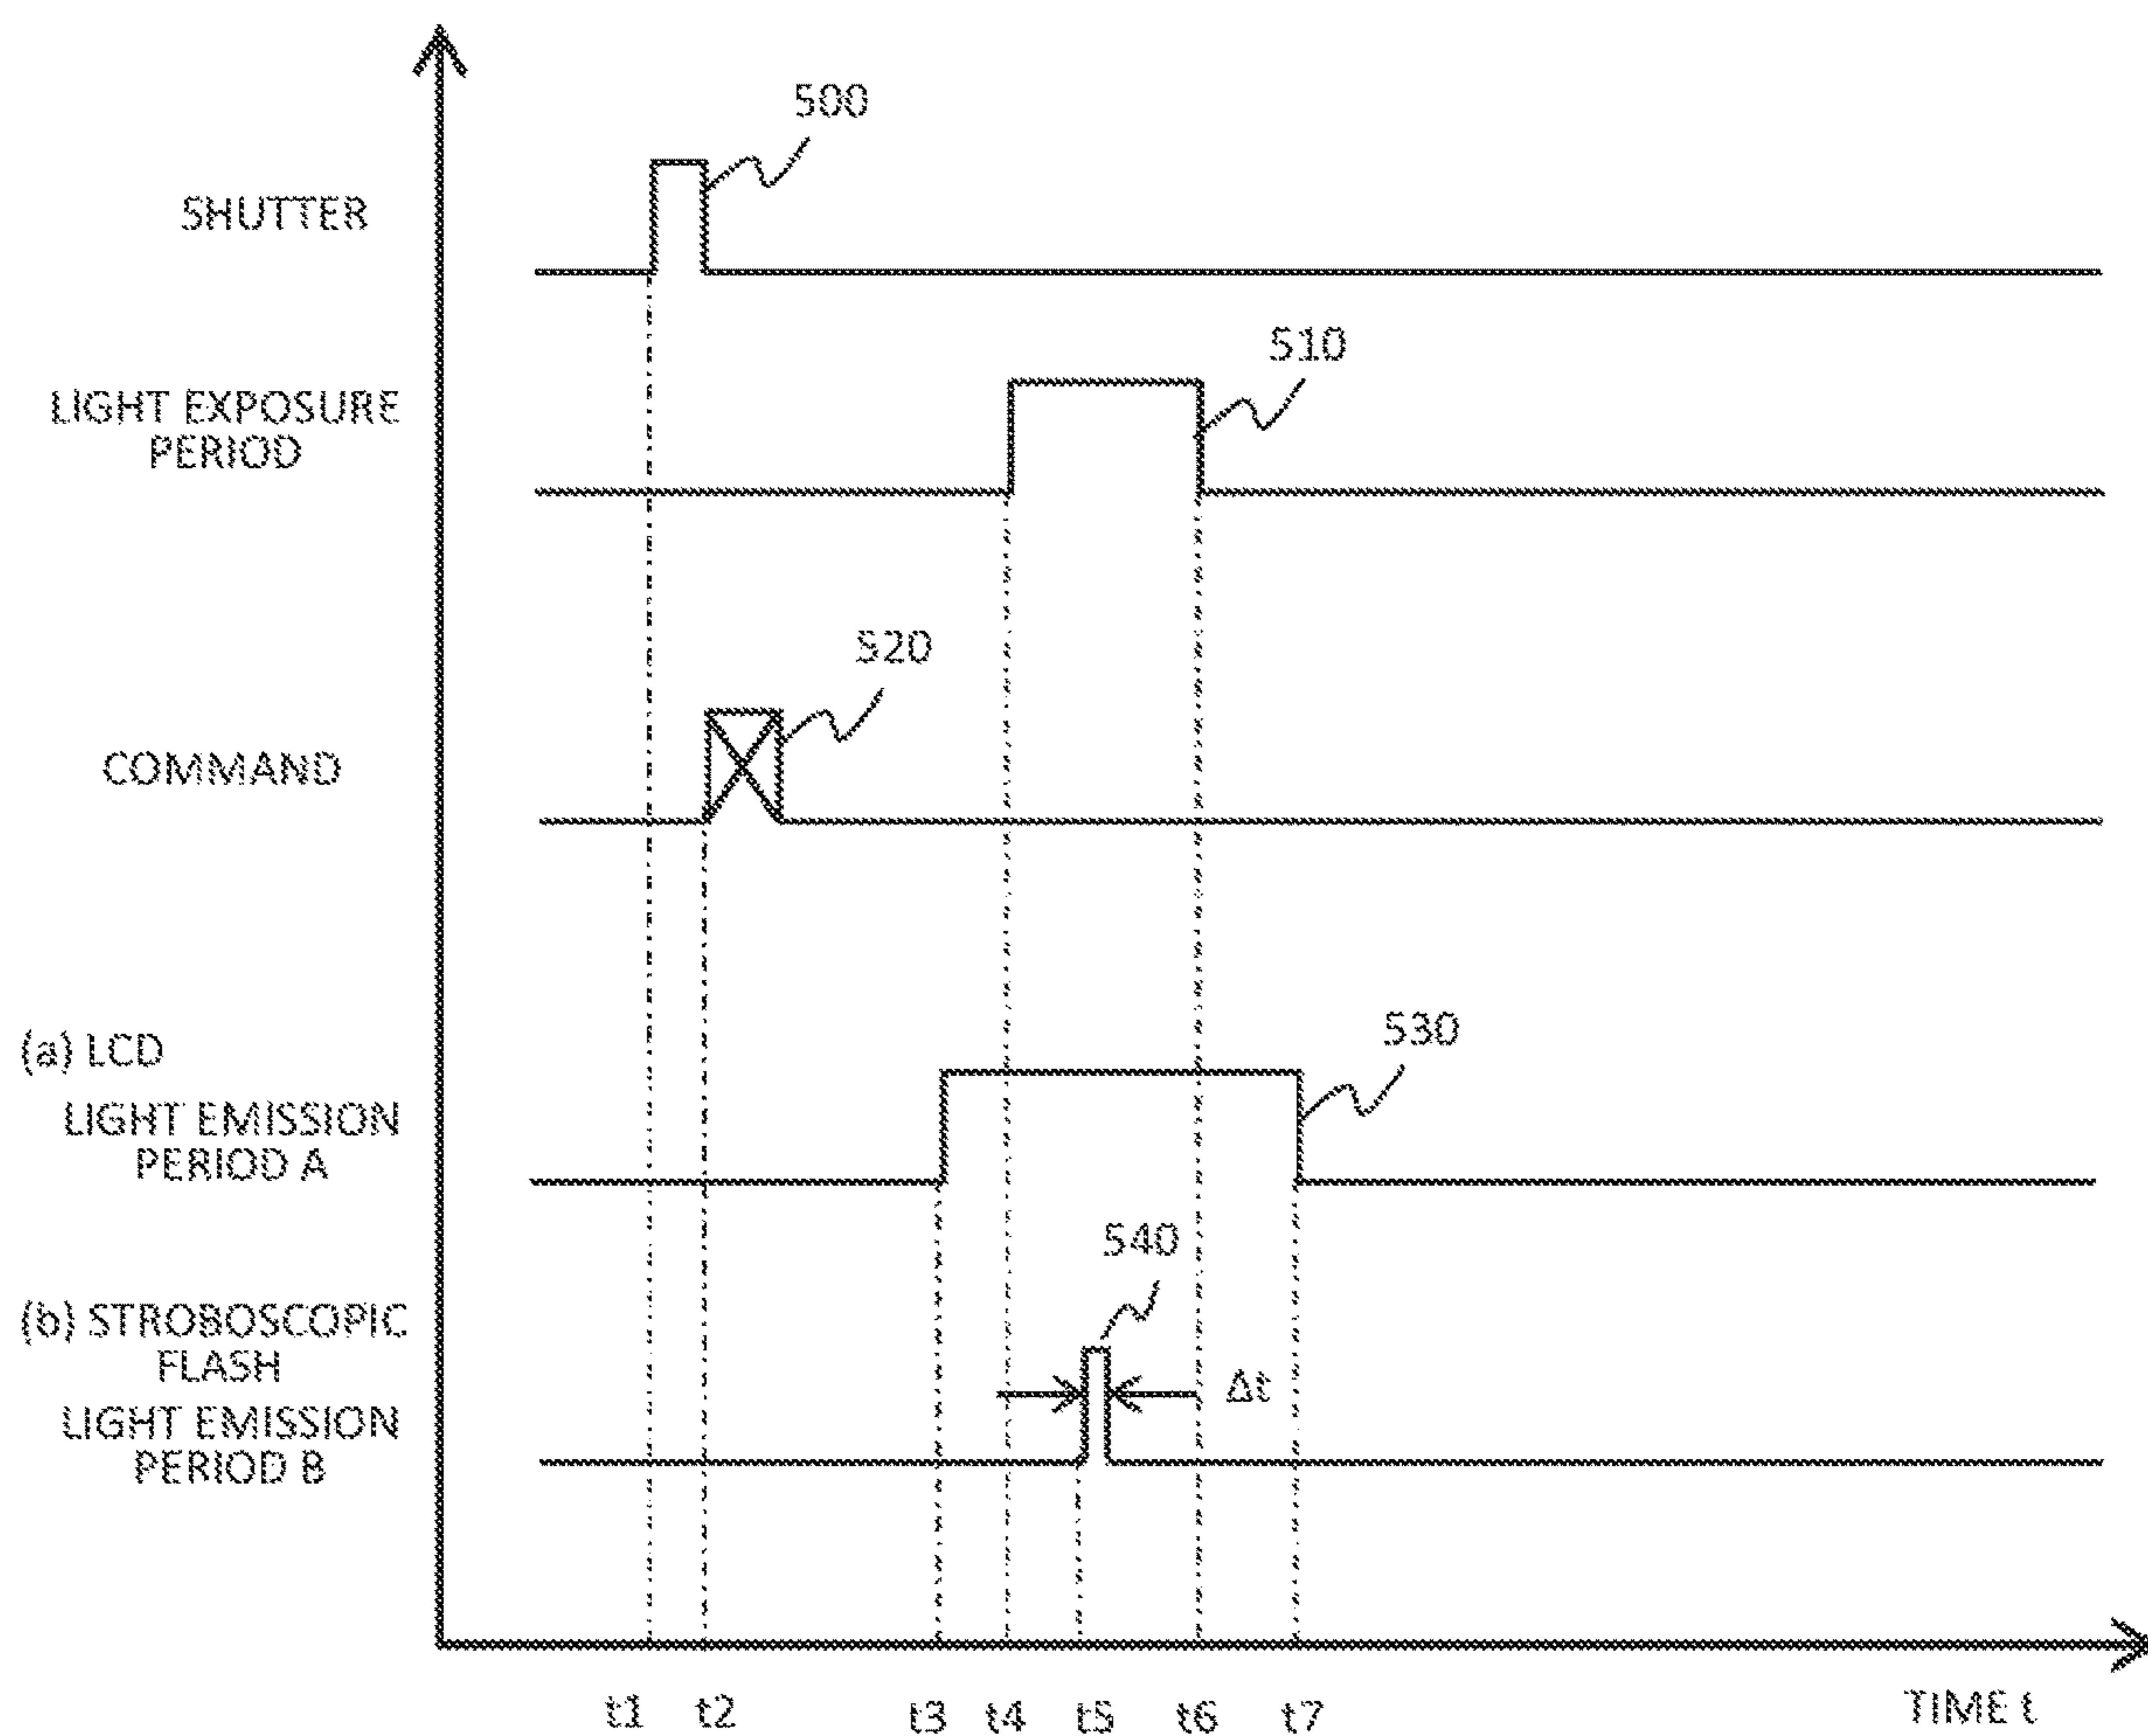 500
SHUTTER
510
LIGHT EXPOSURE
PERIOD
520
COMMAND
530
(a) LCD
LIGHT EMISSION
PERIOD A
540
(b) STROBOSCOPIC
FLASH
Δt
LIGHT EMISSION
PERIOD B
t1 t2 t3 t4 t5 t6 t7 TIME t